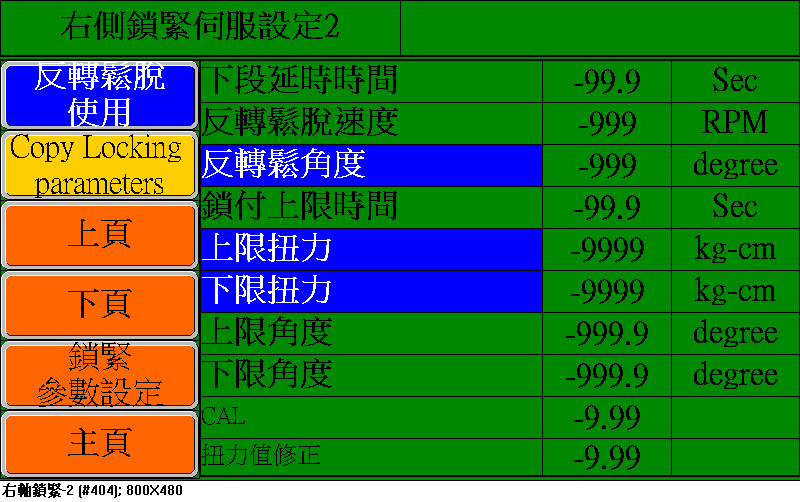 右側鎖緊伺服設定2
反轉鬆脫
使用
Copy Locking
parameters
上頁
下頁
鎖緊
參數設定
主頁
下段延時時間 -99.9 Sec
反轉鬆脫速度 -999 RPM
反轉鬆角度 -999 degree
鎖付上限時間 -99.9 Sec
上限扭力 -9999 kg-cm
下限扭力 -9999 kg-cm
上限角度 -999.9 degree
下限角度 -999.9 degree
CAL -9.99
扭力值修正 -9.99
右軸鎖緊-2 (#404); 800X480